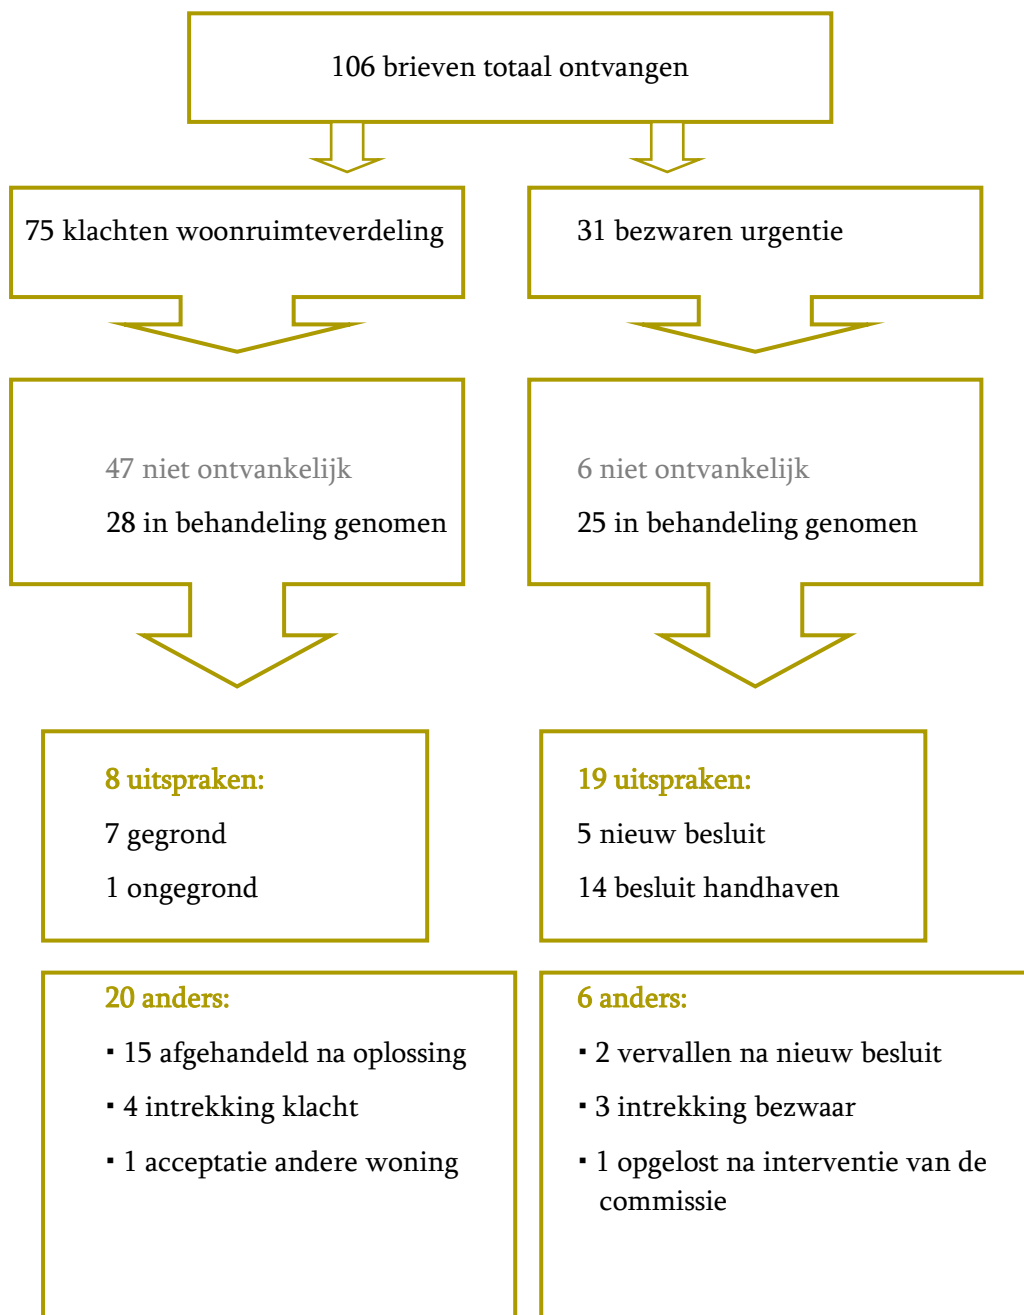 106 brieven totaal ontvangen
75 klachten woonruimteverdeling
31 bezwaren urgentie
47 niet ontvankelijk
28 in behandeling genomen
6 niet ontvankelijk
25 in behandeling genomen
8 uitspraken:
7 gegrond
1 ongegrond
19 uitspraken:
5 nieuw besluit
14 besluit handhaven
20 anders:
▪ 15 afgehandeld na oplossing
▪ 4 intrekking klacht
▪ 1 acceptatie andere woning
6 anders:
▪ 2 vervallen na nieuw besluit
▪ 3 intrekking bezwaar
▪ 1 opgelost na interventie van de
commissie